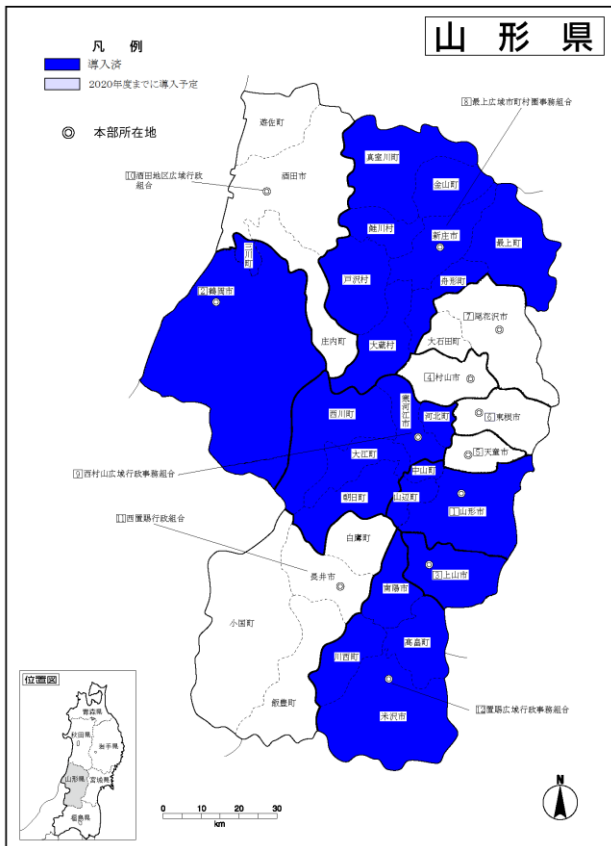 山形県
凡 例
導入済
2020年度までに導入予定
◎ 本部所在地
8最上広域市町村圏事務組合
遊佐町
真室川町
10酒田地区広域行政
組合
酒田市
金山町
鮭川村
新庄市
最上町
三川町
戸沢村
舟形町
2鶴岡市
7尾花沢市
庄内町
大蔵村
大石田町
4村山市
西川町
寒河江市
河北町
6東根市
大江町
5天童市
9西村山広域行政事務組合
中山町
朝日町
山辺町
1山形市
11西置賜行政組合
白鷹町
長井市
3上山市
南陽市
小国町
高畠町
川西町
飯豊町
12置賜広域行政事務組合
米沢市
位置図
青森県
秋田県
岩手県
山形県
宮城県
福島県
0 10 20 30
km
N